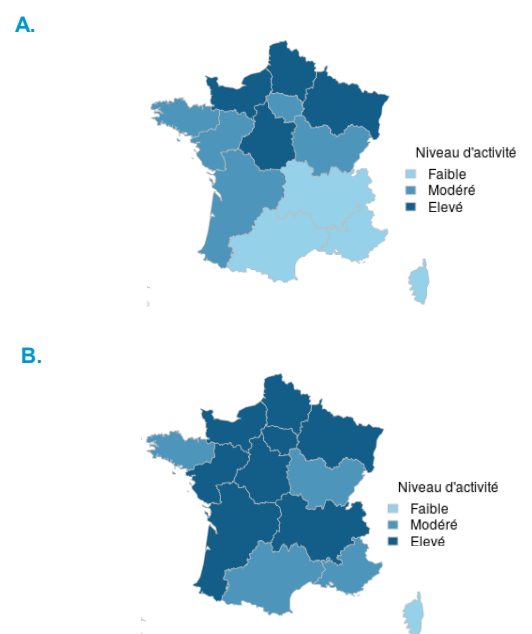 A.
Niveau d'activité
Faible
Modéré
Elevé
B.
Niveau d'activité
Faible
Modéré
Elevé